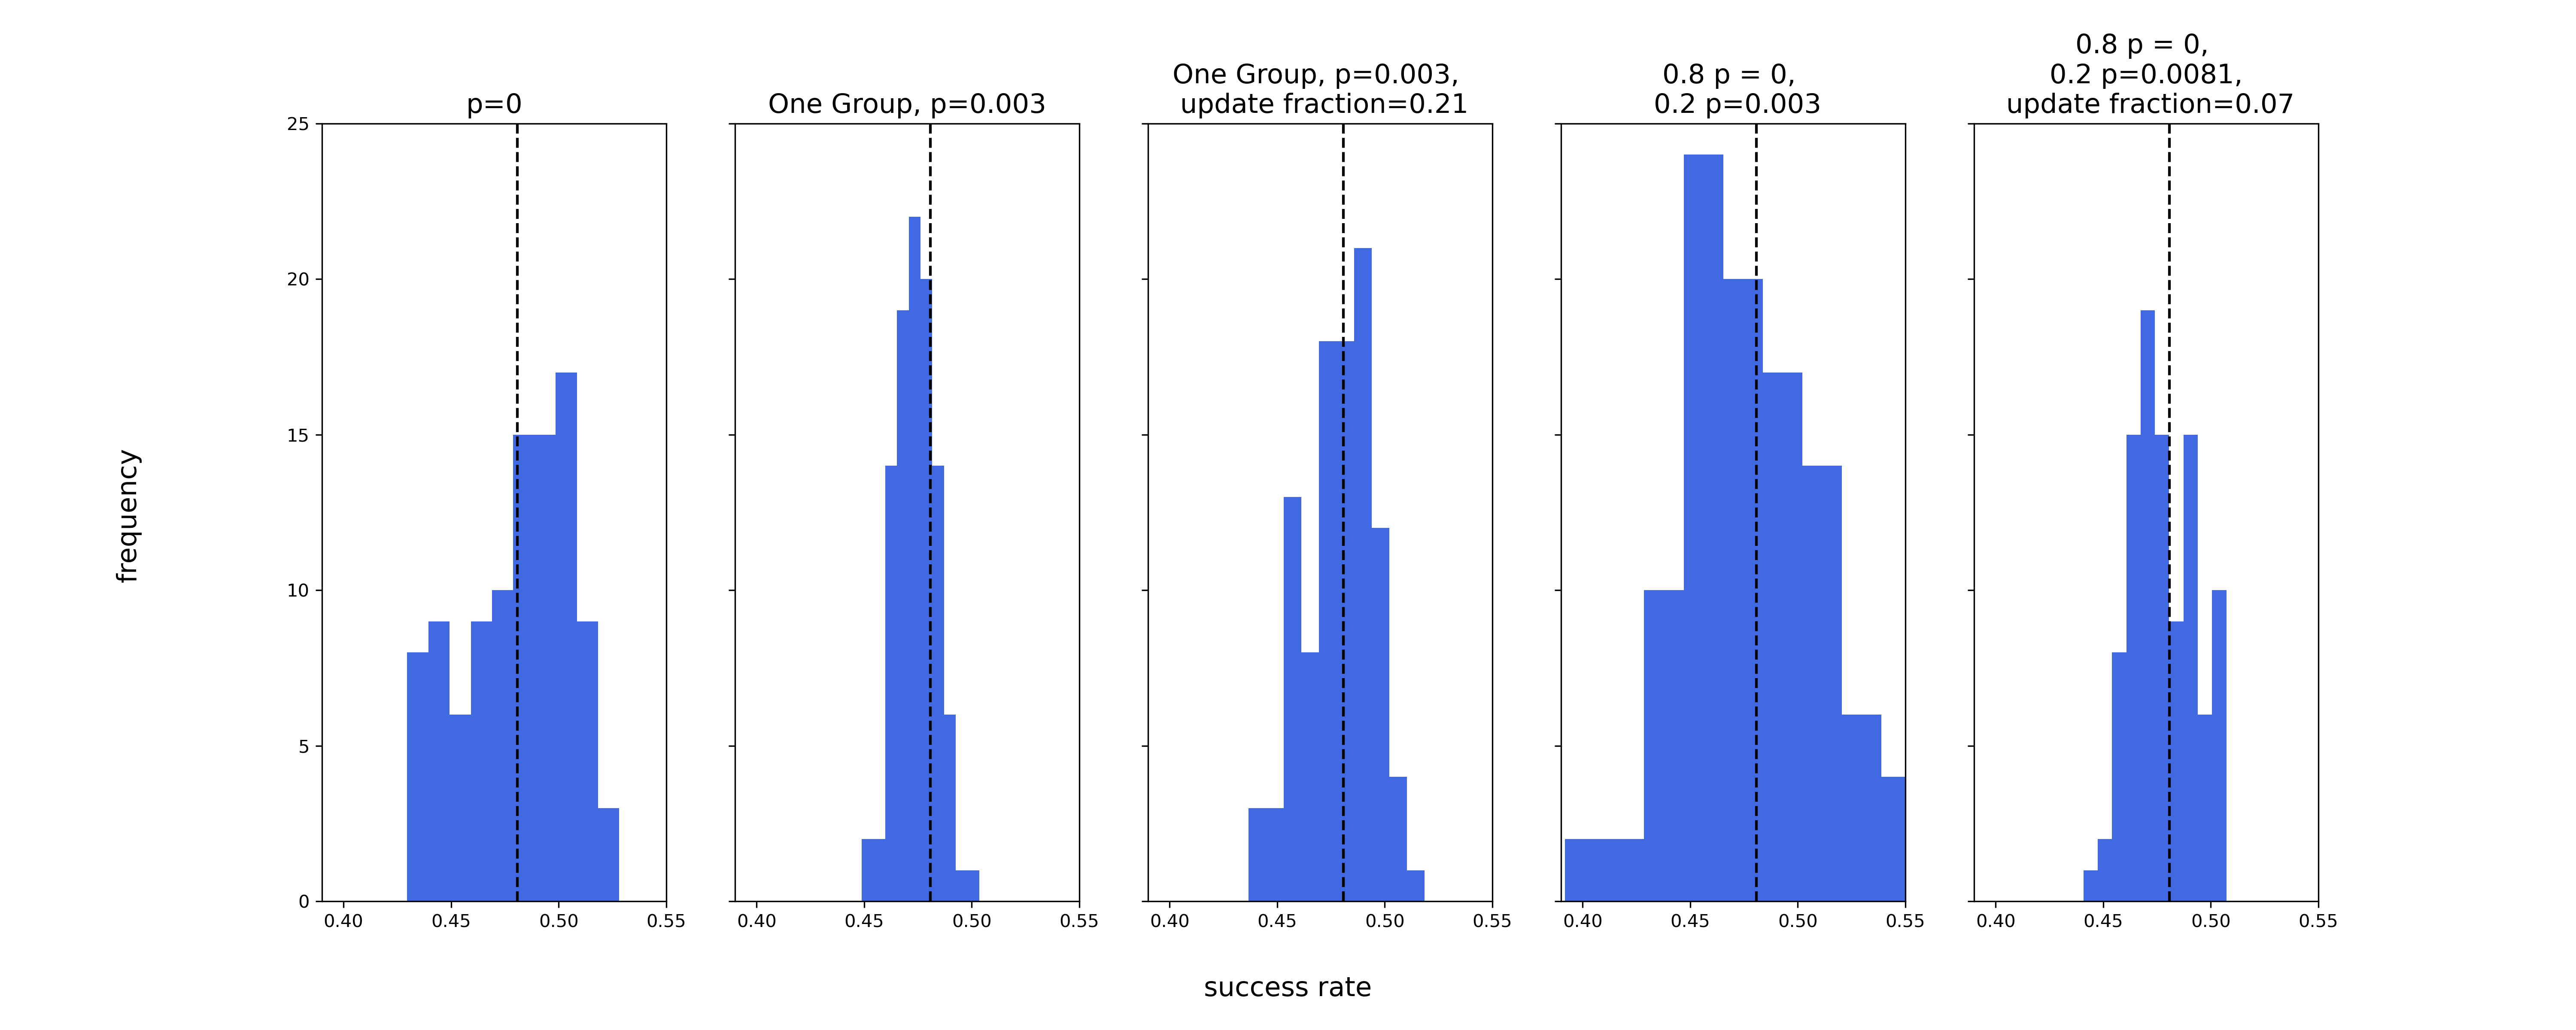 p=0
One Group, p=0.003
One Group, p=0.003,
update fraction=0.21
0.8 p = 0,
0.2 p=0.003
0.8 p = 0,
0.2 p=0.0081,
update fraction=0.07
25
20
15
10
5
0
frequency
0.40 0.45 0.50 0.55
0.40 0.45 0.50 0.55
0.40 0.45 0.50 0.55
0.40 0.45 0.50 0.55
0.40 0.45 0.50 0.55
success rate